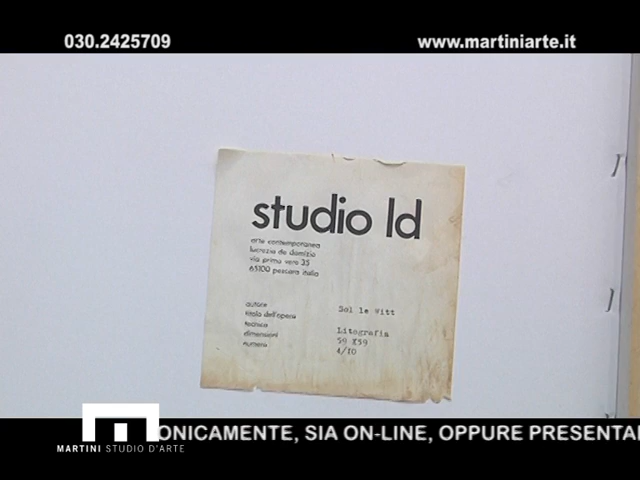 030.2425709
www.martiniarte.it
studio ld
arte contemporanea
lucrezia de domizio
via primo vere 35
65100 pescara italia
autore Sol le Witt
titolo dell'opera
tecnica Litografia
dimensioni 59 X59
numero 4/10
ONICAMENTE, SIA ON-LINE, OPPURE PRESENTA
MARTINI STUDIO D'ARTE